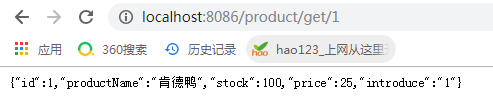 localhost:8086/product/get/1
应用 360搜索 历史记录 hao hao123_上网从这里
{"id":1,"productName":"肯德鸭","stock":100,"price":25,"introduce":"1"}